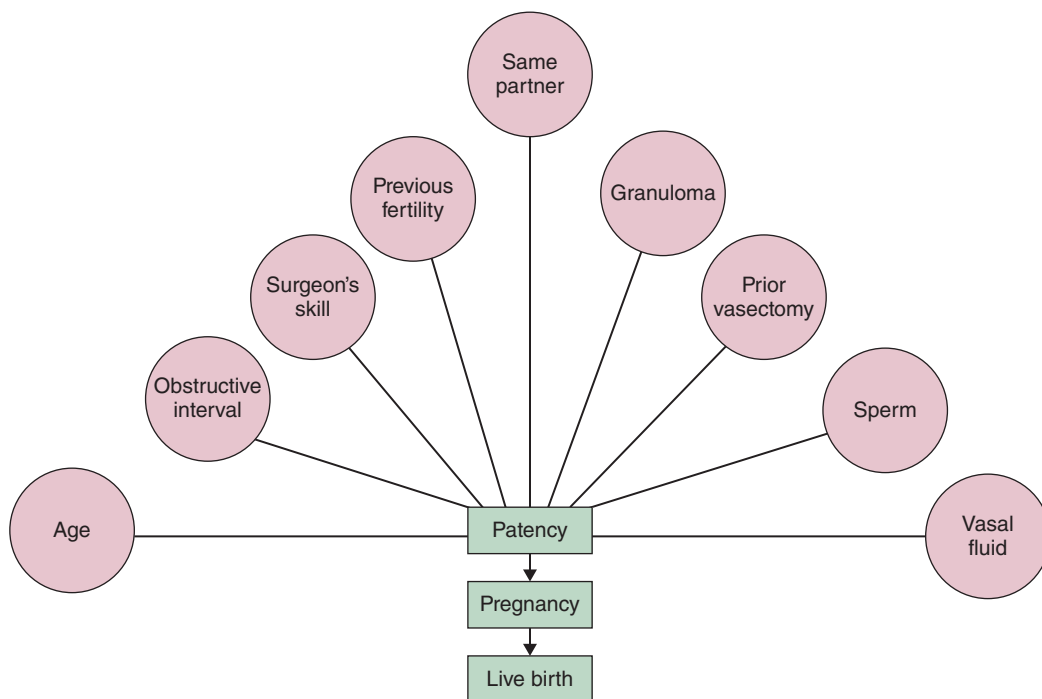 Same
partner
Previous
fertility
Granuloma
Surgeon's
skill
Prior
vasectomy
Obstructive
interval
Sperm
Age
Patency
Vasal
fluid
Pregnancy
Live birth